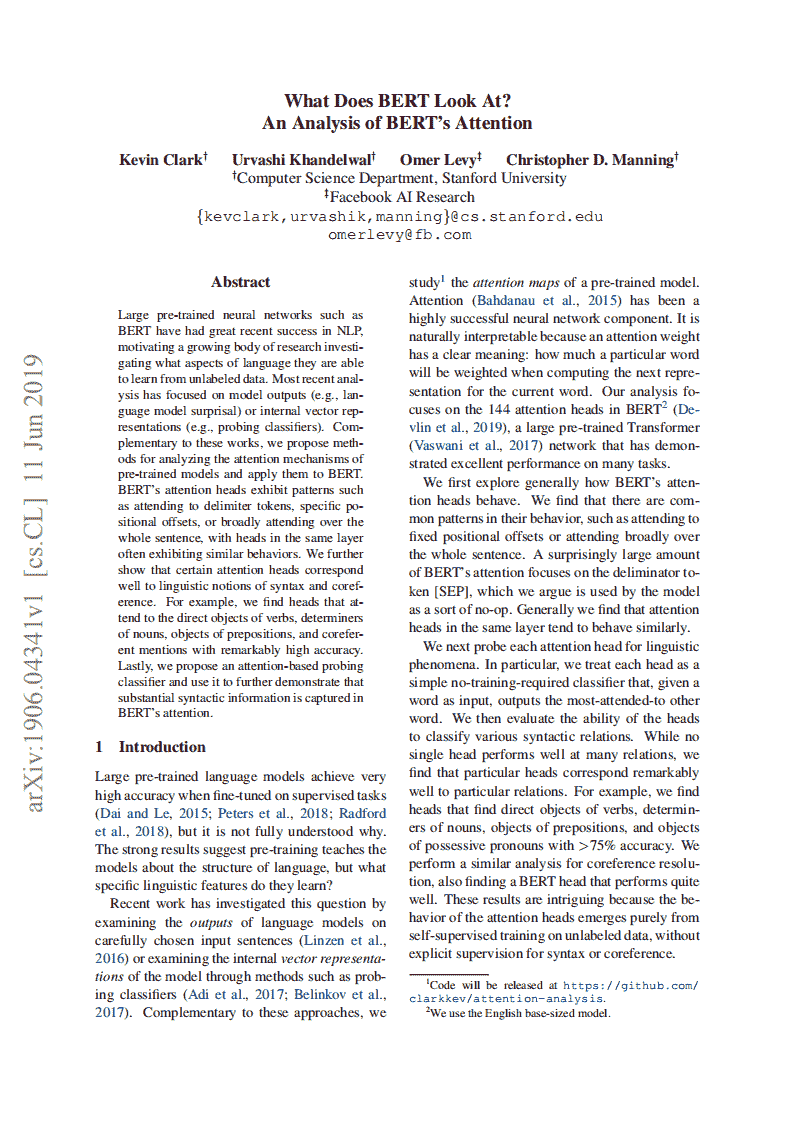 What Does BERT Look At?
An Analysis of BERT's Attention
Kevin Clark† Urvashi Khandelwal† Omer Levy‡ Christopher D. Manning†
†Computer Science Department, Stanford University
‡Facebook AI Research
{kevclark,urvashik,manning}@cs.stanford.edu
omerlevy@fb.com
arXiv:1906.04341v1 [cs.CL] 11 Jun 2019
Abstract
Large pre-trained neural networks such as
BERT have had great recent success in NLP,
motivating a growing body of research investi-
gating what aspects of language they are able
to learn from unlabeled data. Most recent anal-
ysis has focused on model outputs (e.g., lan-
guage model surprisal) or internal vector rep-
resentations (e.g., probing classifiers). Com-
plementary to these works, we propose meth-
ods for analyzing the attention mechanisms of
pre-trained models and apply them to BERT.
BERT's attention heads exhibit patterns such
as attending to delimiter tokens, specific po-
sitional offsets, or broadly attending over the
whole sentence, with heads in the same layer
often exhibiting similar behaviors. We further
show that certain attention heads correspond
well to linguistic notions of syntax and coref-
erence. For example, we find heads that at-
tend to the direct objects of verbs, determiners
of nouns, objects of prepositions, and corefer-
ent mentions with remarkably high accuracy.
Lastly, we propose an attention-based probing
classifier and use it to further demonstrate that
substantial syntactic information is captured in
BERT's attention.
1 Introduction
Large pre-trained language models achieve very
high accuracy when fine-tuned on supervised tasks
(Dai and Le, 2015; Peters et al., 2018; Radford
et al., 2018), but it is not fully understood why.
The strong results suggest pre-training teaches the
models about the structure of language, but what
specific linguistic features do they learn?
Recent work has investigated this question by
examining the outputs of language models on
carefully chosen input sentences (Linzen et al.,
2016) or examining the internal vector representa-
tions of the model through methods such as prob-
ing classifiers (Adi et al., 2017; Belinkov et al.,
2017). Complementary to these approaches, we
study1 the attention maps of a pre-trained model.
Attention (Bahdanau et al., 2015) has been a
highly successful neural network component. It is
naturally interpretable because an attention weight
has a clear meaning: how much a particular word
will be weighted when computing the next repre-
sentation for the current word. Our analysis fo-
cuses on the 144 attention heads in BERT2 (De-
vlin et al., 2019), a large pre-trained Transformer
(Vaswani et al., 2017) network that has demon-
strated excellent performance on many tasks.
We first explore generally how BERT's atten-
tion heads behave. We find that there are com-
mon patterns in their behavior, such as attending to
fixed positional offsets or attending broadly over
the whole sentence. A surprisingly large amount
of BERT's attention focuses on the deliminator to-
ken [SEP], which we argue is used by the model
as a sort of no-op. Generally we find that attention
heads in the same layer tend to behave similarly.
We next probe each attention head for linguistic
phenomena. In particular, we treat each head as a
simple no-training-required classifier that, given a
word as input, outputs the most-attended-to other
word. We then evaluate the ability of the heads
to classify various syntactic relations. While no
single head performs well at many relations, we
find that particular heads correspond remarkably
well to particular relations. For example, we find
heads that find direct objects of verbs, determin-
ers of nouns, objects of prepositions, and objects
of possessive pronouns with >75% accuracy. We
perform a similar analysis for coreference resolu-
tion, also finding a BERT head that performs quite
well. These results are intriguing because the be-
havior of the attention heads emerges purely from
self-supervised training on unlabeled data, without
explicit supervision for syntax or coreference.
1Code will be released at https://github.com/
clarkkev/attention-analysis.
2We use the English base-sized model.